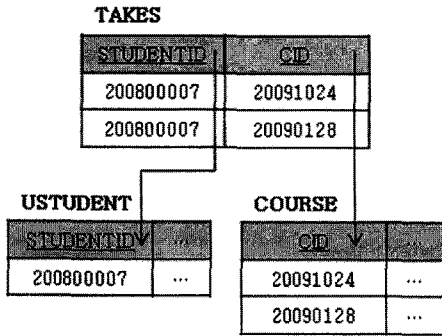 TAKES
STUDENTID CID
200800007 20091024
200800007 20090128
USTUDENT
STUDENTID ...
200800007 ...
COURSE
CID ...
20091024 ...
20090128 ...